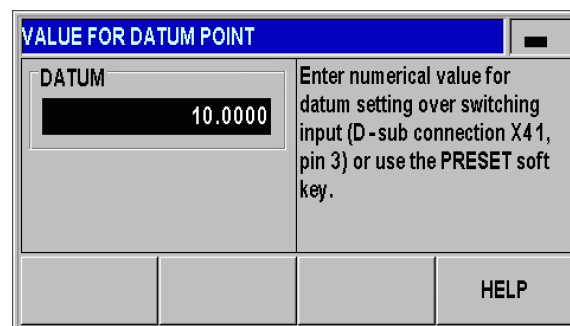 VALUE FOR DATUM POINT
DATUM
10.0000
Enter numerical value for
datum setting over switching
input (D-sub connection X41,
pin 3) or use the PRESET soft
key.
HELP